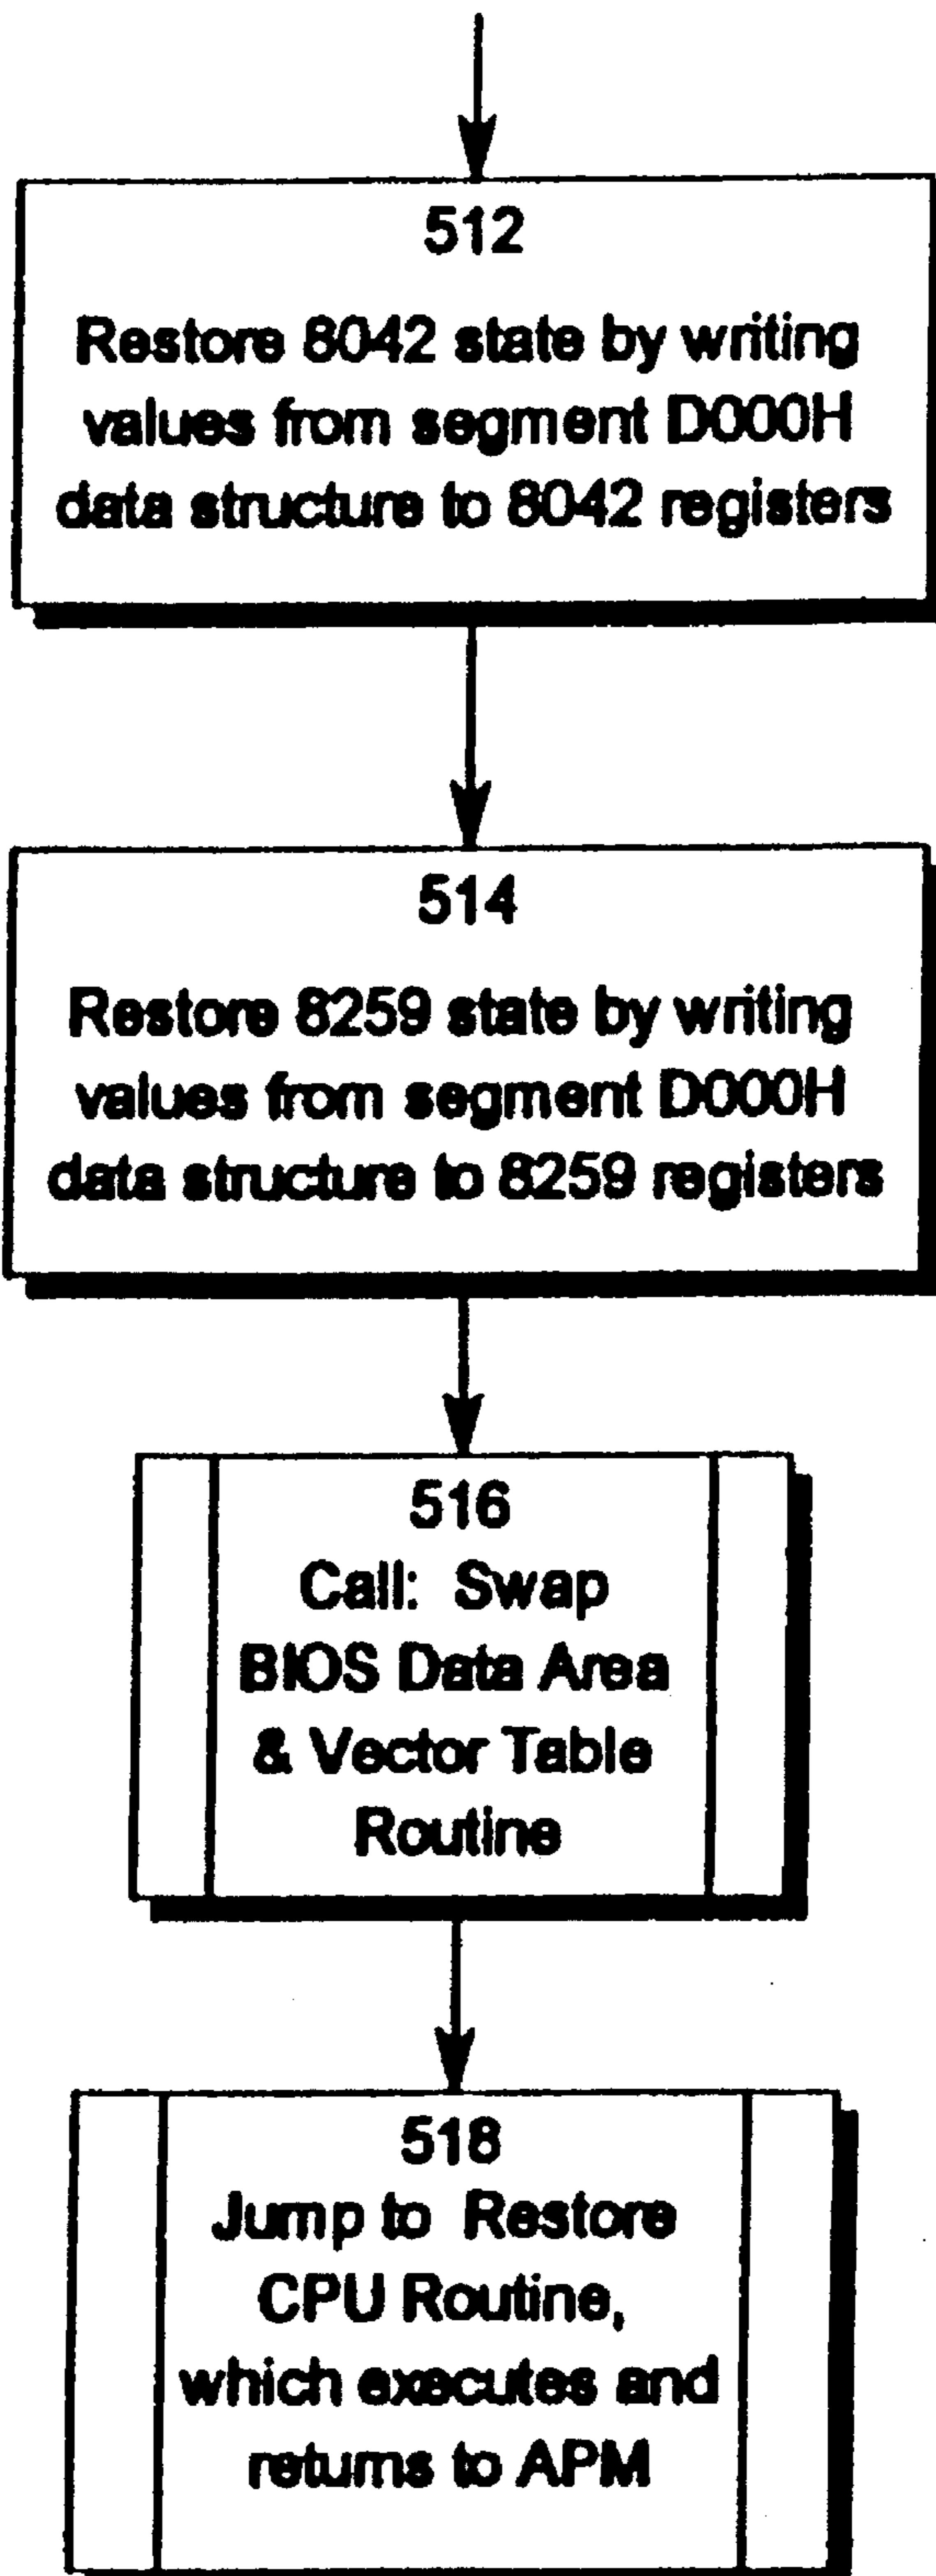 512
Restore 8042 state by writing
values from segment D000H
data structure to 8042 registers
514
Restore 8259 state by writing
values from segment D000H
data structure to 8259 registers
516
Call: Swap
BIOS Data Area
& Vector Table
Routine
518
Jump to Restore
CPU Routine,
which executes and
returns to APM